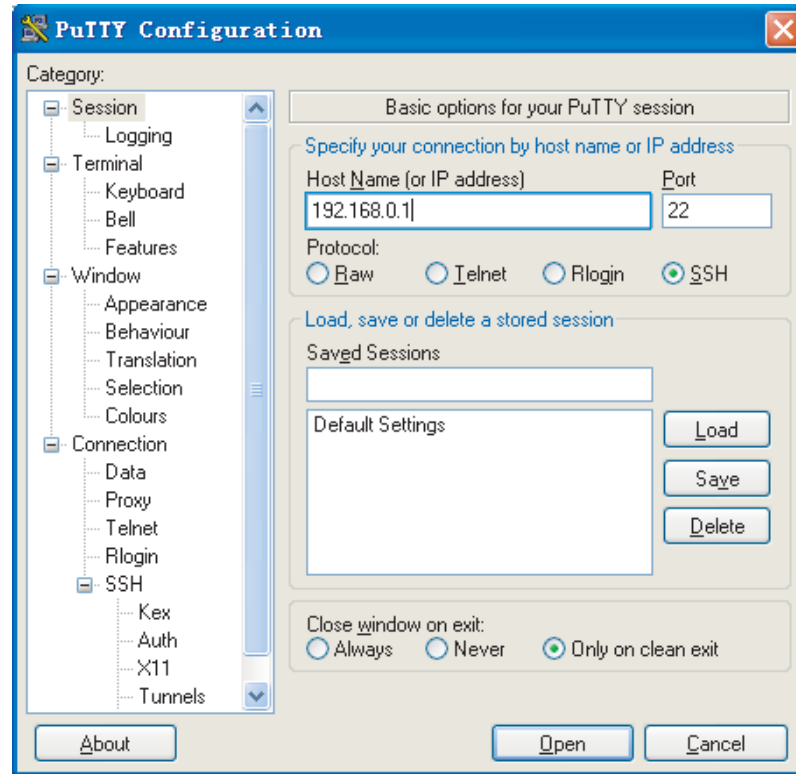 PuTTY Configuration
Category:
Session
Logging
Terminal
Keyboard
Bell
Features
Window
Appearance
Behaviour
Translation
Selection
Colours
Connection
Data
Proxy
Telnet
Rlogin
SSH
Kex
Auth
X11
Tunnels
Basic options for your PuTTY session
Specify your connection by host name or IP address
Host Name (or IP address) Port
192.168.0.1 22
Protocol:
Raw Telnet Rlogin SSH
Load, save or delete a stored session
Saved Sessions
Default Settings
Load
Save
Delete
Close window on exit:
Always Never Only on clean exit
About Open Cancel